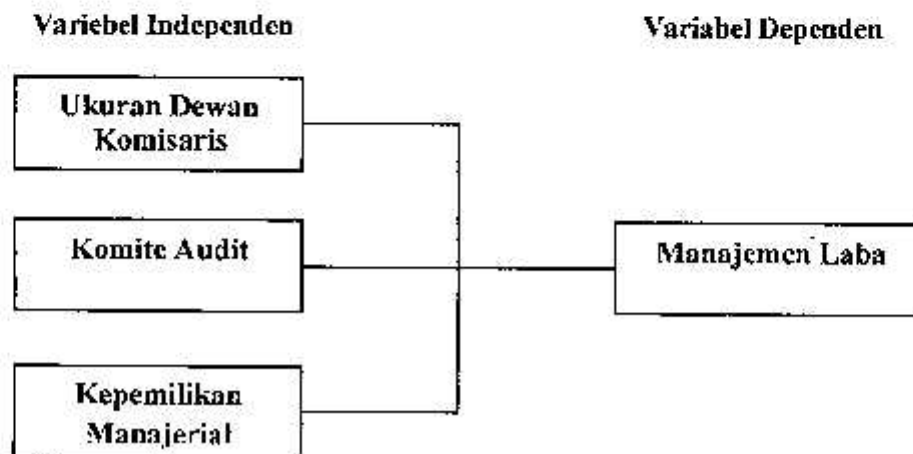 Variebel Independen
Variabel Dependen
Ukuran Dewan
Komisaris
Komite Audit
Manajemen Laba
Kepemilikan
Manajerial